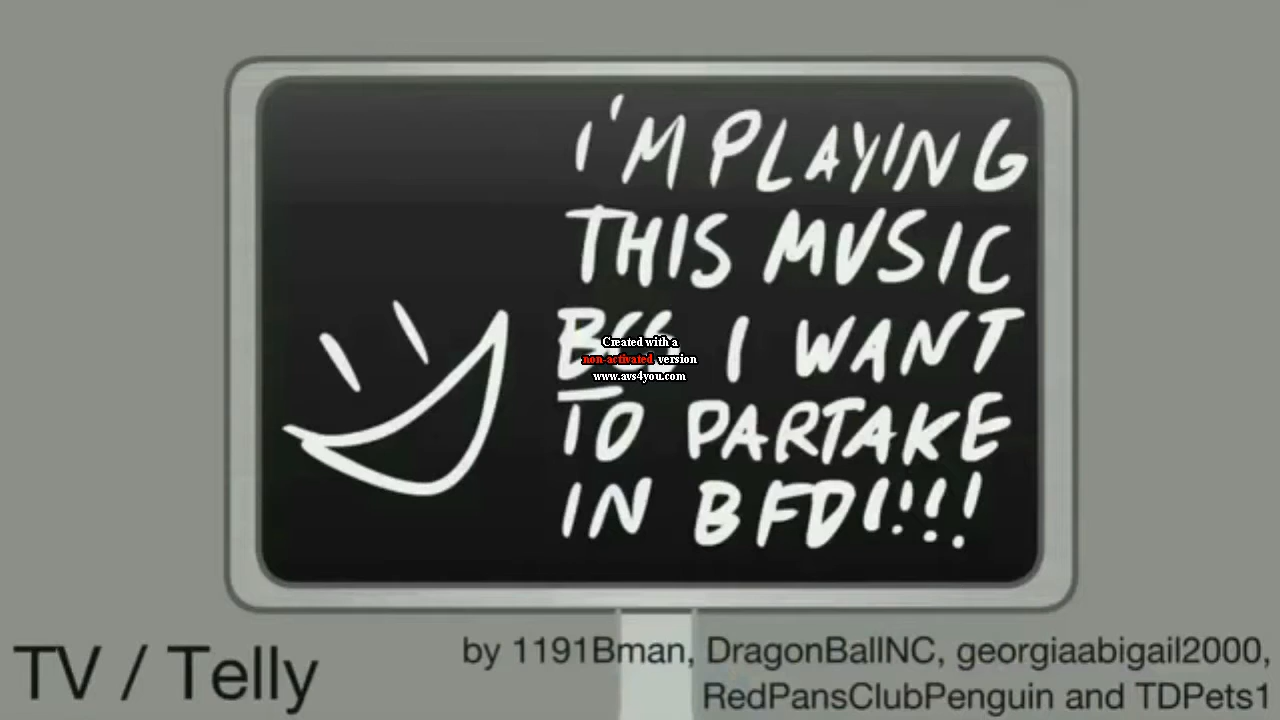 I'M PLAYING
THIS MUSIC
I WANT
TO PARTAKE
IN BFDI!!!
Created with a
non-activated version
www.avs4you.com
TV / Telly
by 1191Bman, DragonBallNC, georgiaabigail2000,
RedPansClubPenguin and TDPets1